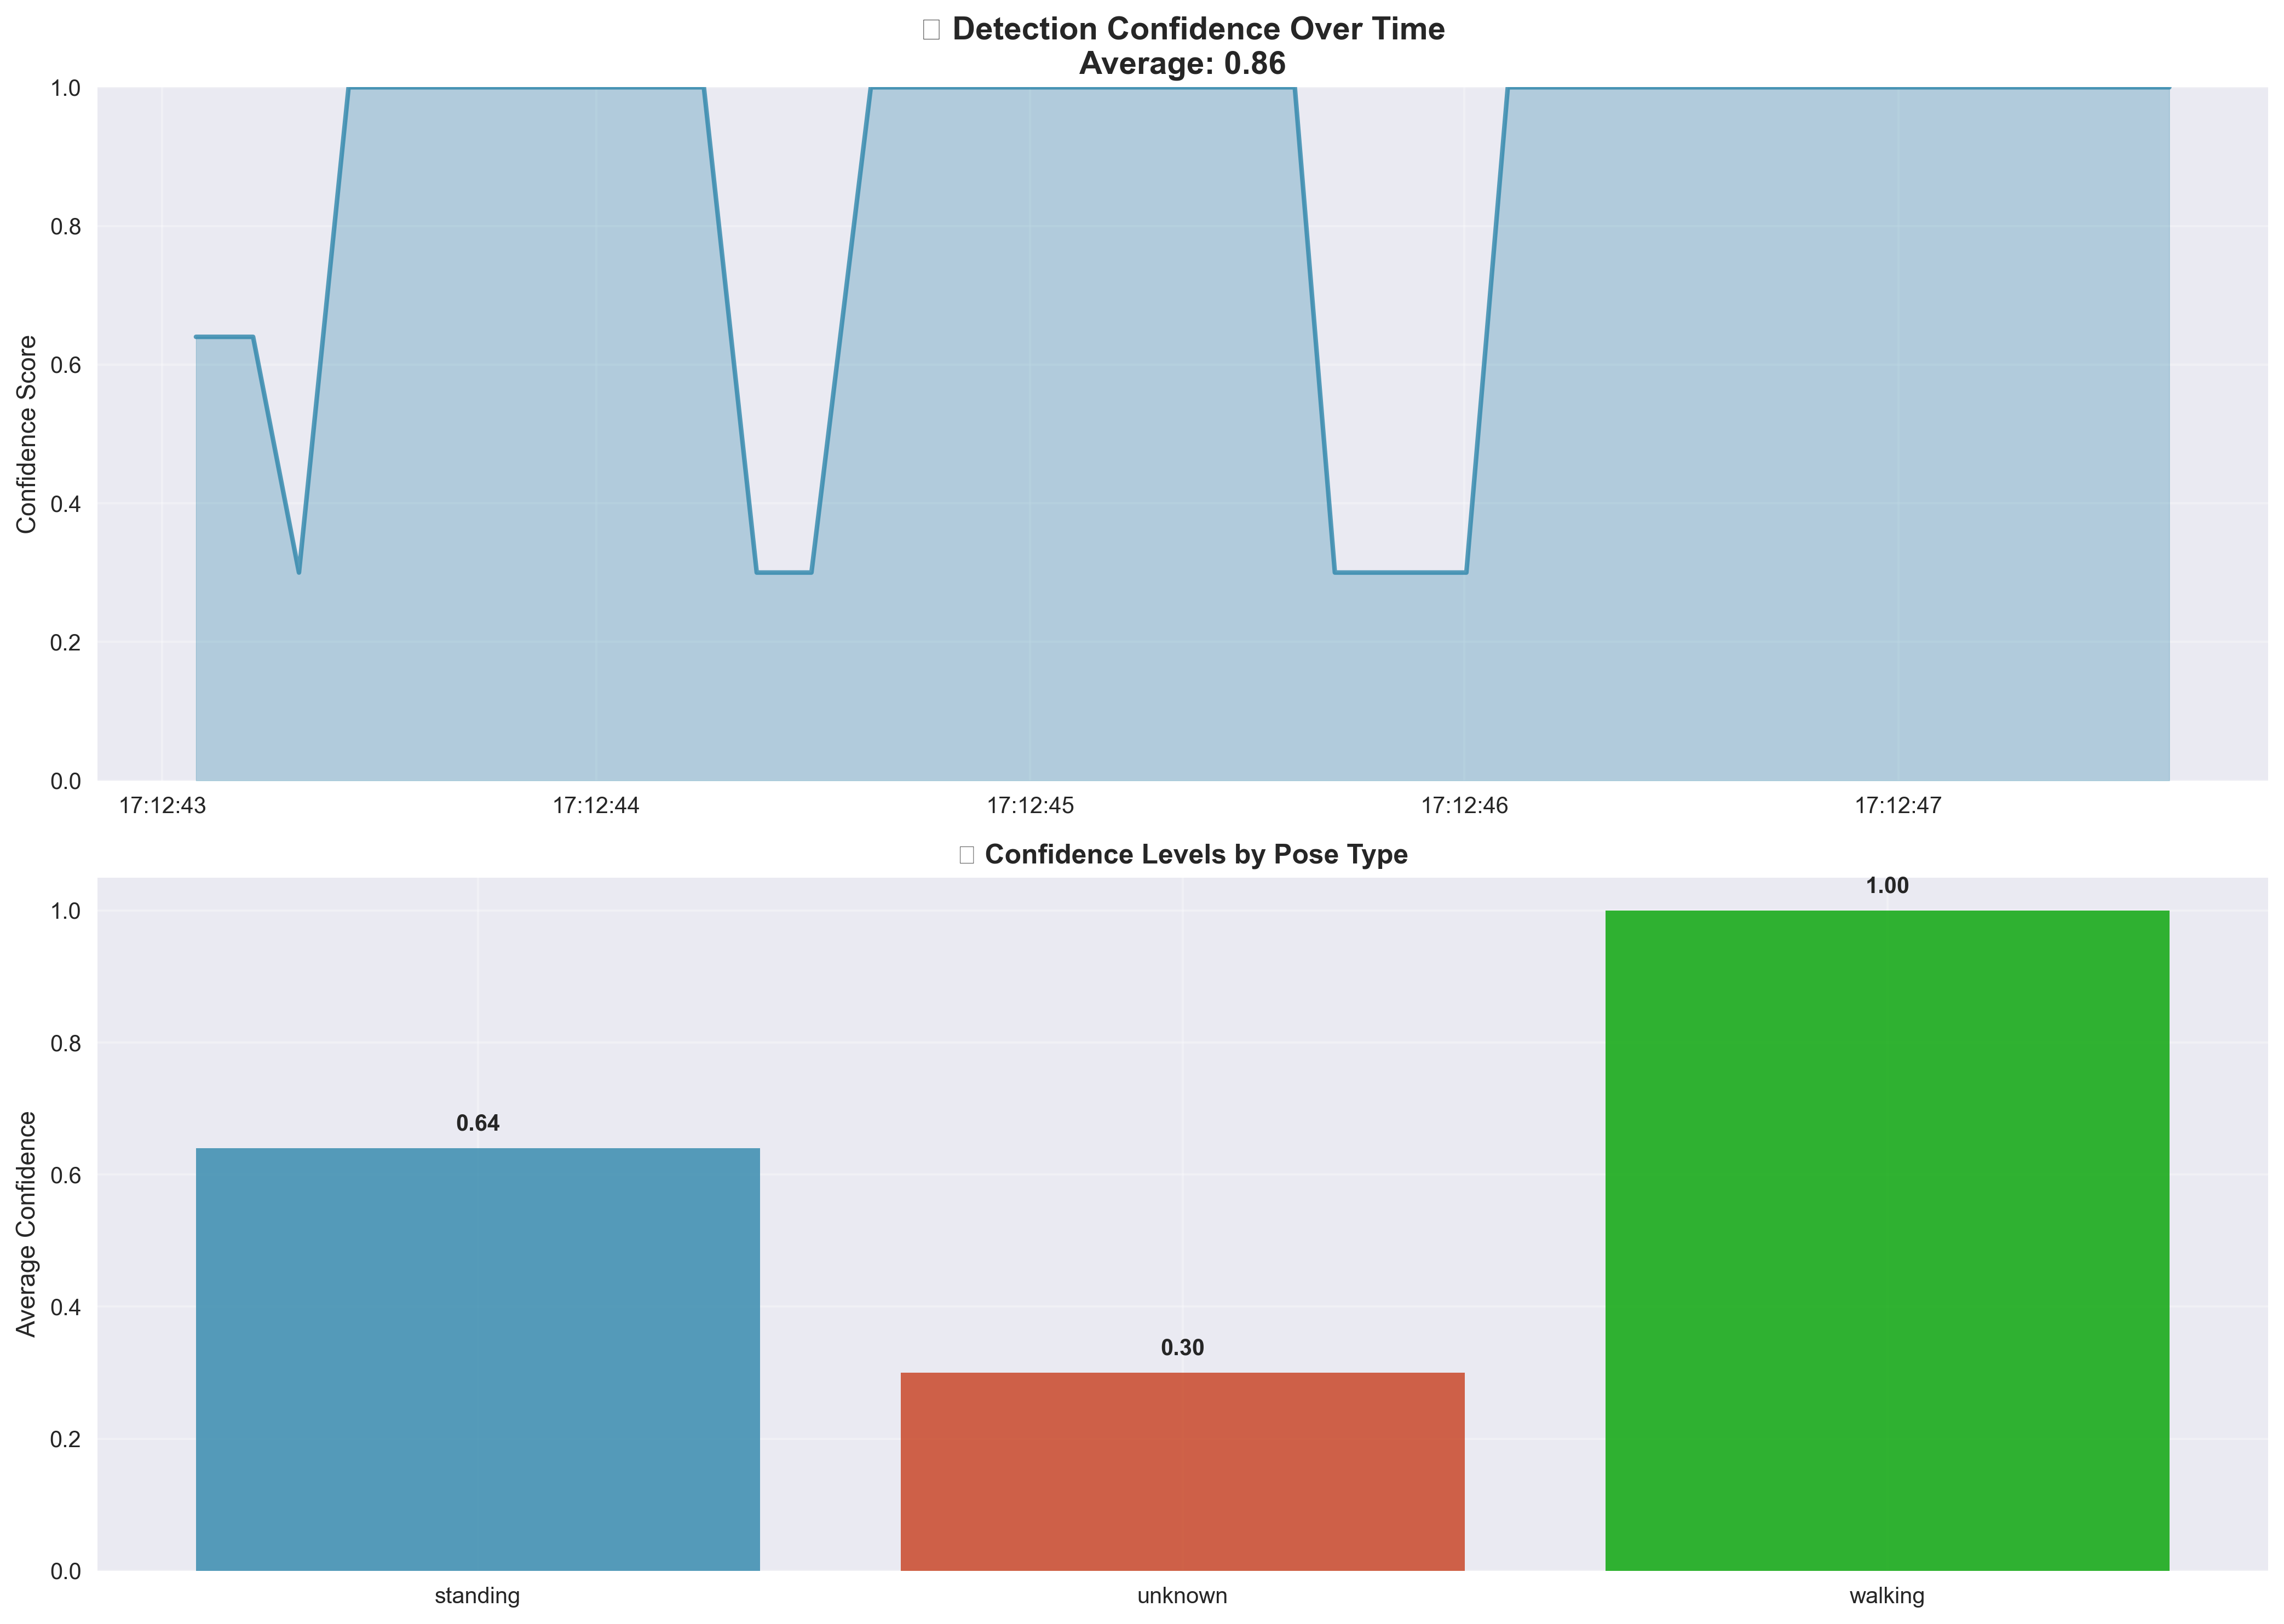 Detection Confidence Over Time
Average: 0.86
1.0
0.8
0.6
0.4
0.2
0.0
Confidence Score
17:12:43 17:12:44 17:12:45 17:12:46 17:12:47
Confidence Levels by Pose Type
1.0
0.8
0.6
0.4
0.2
0.0
Average Confidence
0.64
0.30
1.00
standing unknown walking